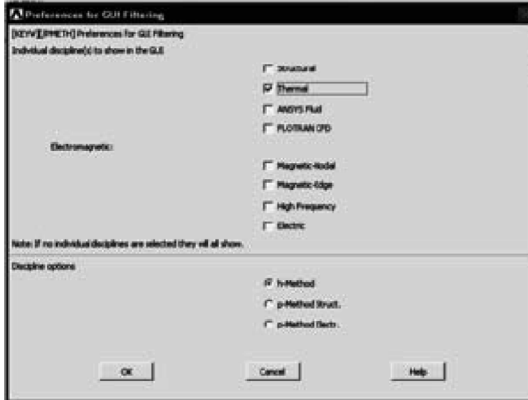 Preferences for GUI Filtering
[KEYW][/PMETH] Preferences for GUI Filtering
Individual discipline(s) to show in the GUI
Structural
Thermal
ANSYS Fluid
FLOTRAN CFD
Electromagnetic:
Magnetic-Nodal
Magnetic-Edge
High Frequency
Electric
Note: If no individual disciplines are selected they will all show.
Discipline options
h-Method
p-Method Struct.
p-Method Electr.
OK Cancel Help